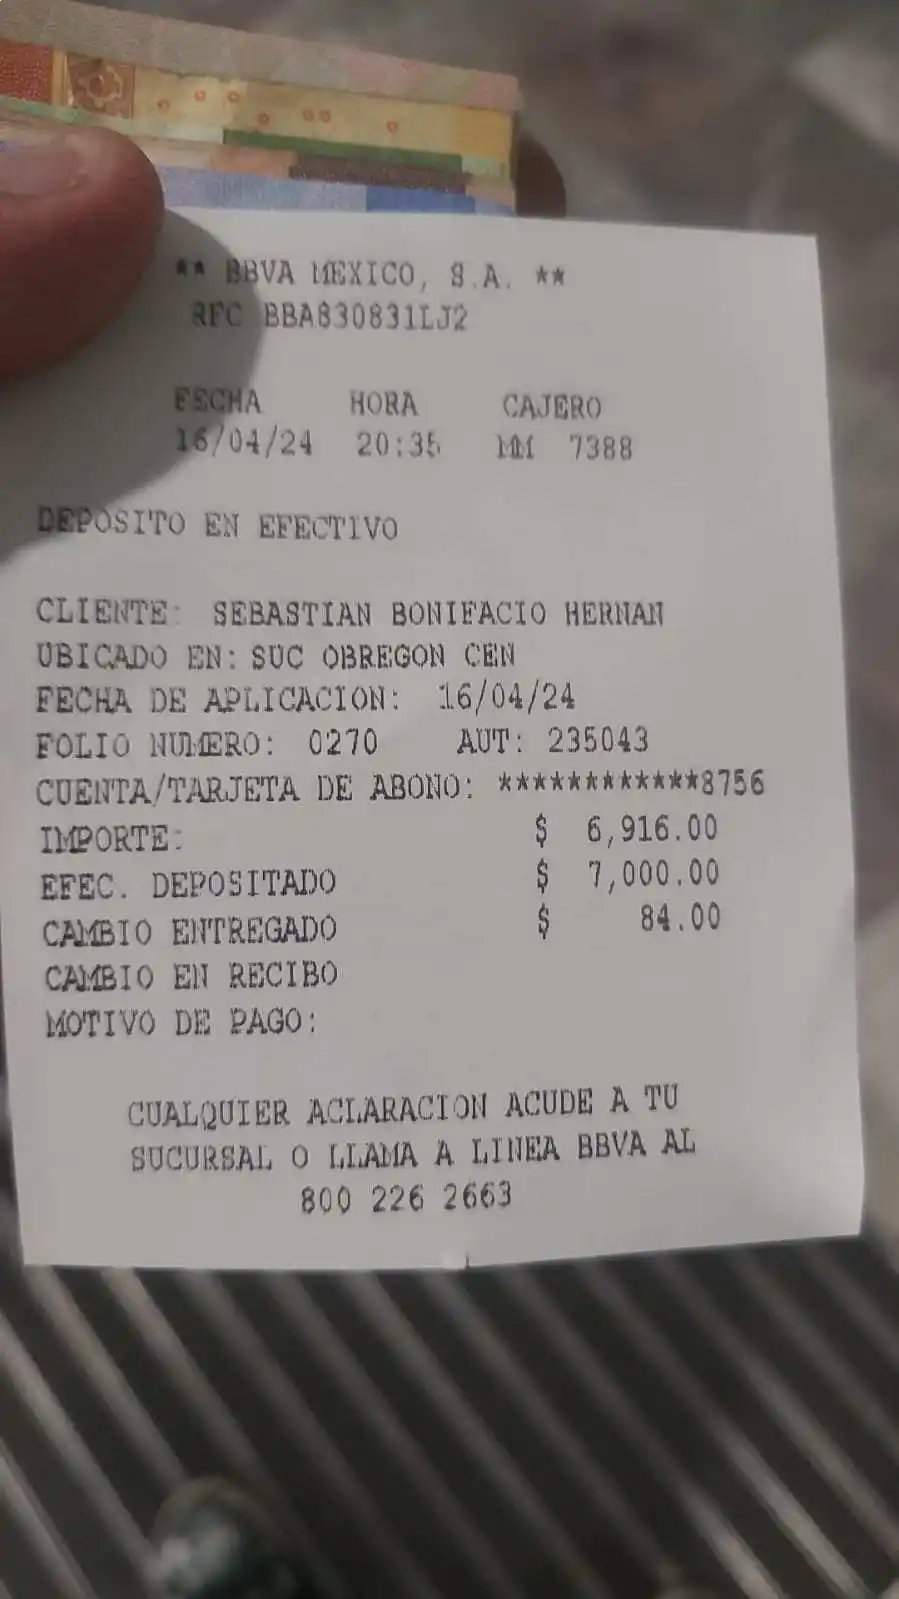 ** BBVA MEXICO, S.A. **
RFC BBA830831LJ2
FECHA HORA CAJERO
16/04/24 20:35 MM 7388
DEPOSITO EN EFECTIVO
CLIENTE: SEBASTIAN BONIFACIO HERNAN
UBICADO EN: SUC OBREGON CEN
FECHA DE APLICACION: 16/04/24
FOLIO NUMERO: 0270 AUT: 235043
CUENTA/TARJETA DE ABONO: ************8756
IMPORTE: $ 6,916.00
EFEC. DEPOSITADO $ 7,000.00
CAMBIO ENTREGADO $ 84.00
CAMBIO EN RECIBO
MOTIVO DE PAGO:
CUALQUIER ACLARACION ACUDE A TU
SUCURSAL O LLAMA A LINEA BBVA AL
800 226 2663